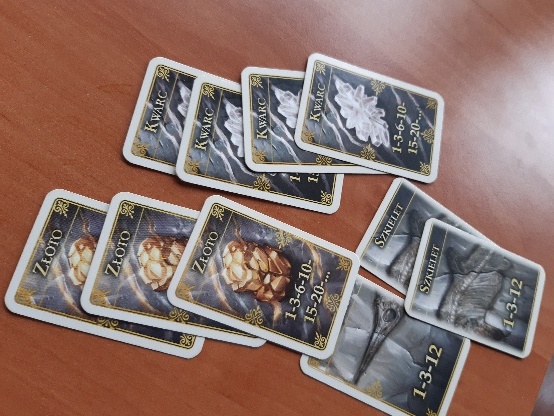 Kwarc
Kwarc
Kwarc
Kwarc
1-3-6-10-
15-20-...
Złoto
Złoto
Złoto
1-3-6-10-
15-20-...
Szkielet
Szkielet
1-3-12
1-3-12